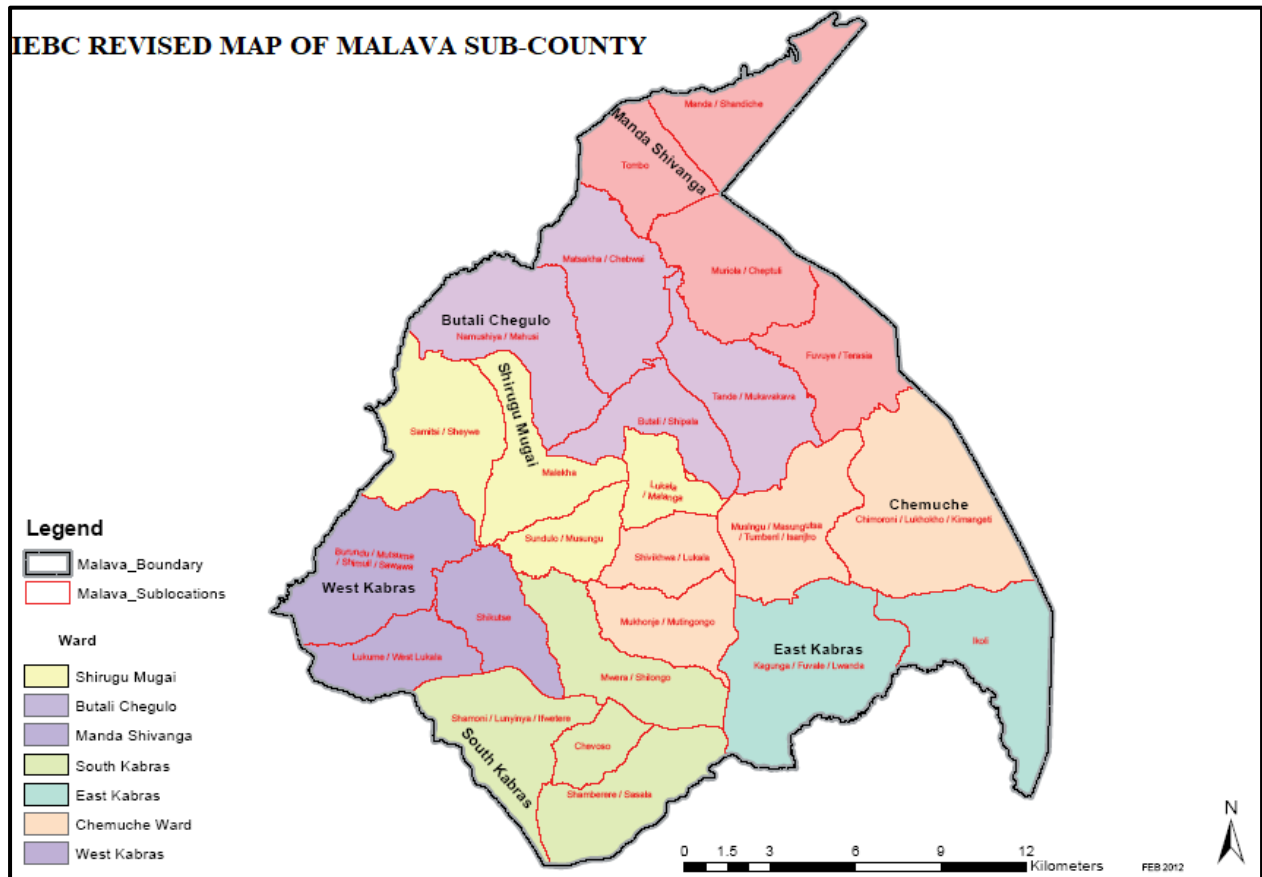 IEBC REVISED MAP OF MALAVA SUB-COUNTY
Manda / Shandiche
Manda Shivanga
Tombo
Matsakha / Chebwai
Muriola / Cheptuli
Butali Chegulo
Namushiya / Mahusi
Fuvuye / Terasia
Shirugu Mugai
Tande / Mukavakava
Butali / Shipala
Samitsi / Sheywe
Malekha
Lukala
/ Malanga
Chemuche
Chimoroni / Lukhokho / Kimangeti
Musingu / Masungutsa
/ Tumbeni / Isanjiro
Sundulo / Musungu
Shivikhwa / Lukala
West Kabras
Shikutse
Mukhonje / Mutingongo
East Kabras
Kagunga / Fuvale / Lwanda
Ikoli
Lukume / West Lukala
Mwera / Shilongo
Shamoni / Lunyinya / Ifwetere
South Kabras
Chevoso
Shamberere / Sasala
Legend
Malava_Boundary
Malava_Sublocations
Ward
Shirugu Mugai
Butali Chegulo
Manda Shivanga
South Kabras
East Kabras
Chemuche Ward
West Kabras
0 1.5 3 6 9 12
Kilometers
FEB 2012
N